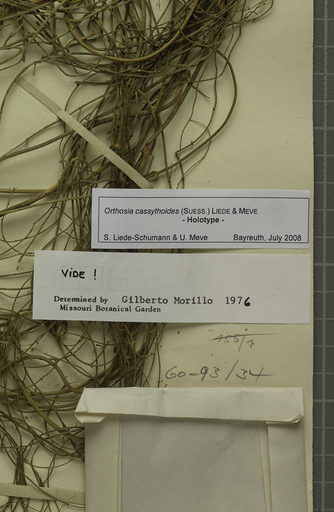 Orthosia cassythoides (SUESS.) LIEDE & MEVE
- Holotype -
S. Liede-Schumann & U. Meve Bayreuth, July 2008
VIDE !
Determined by Gilberto Morillo 1976
Missouri Botanical Garden
60-93/34